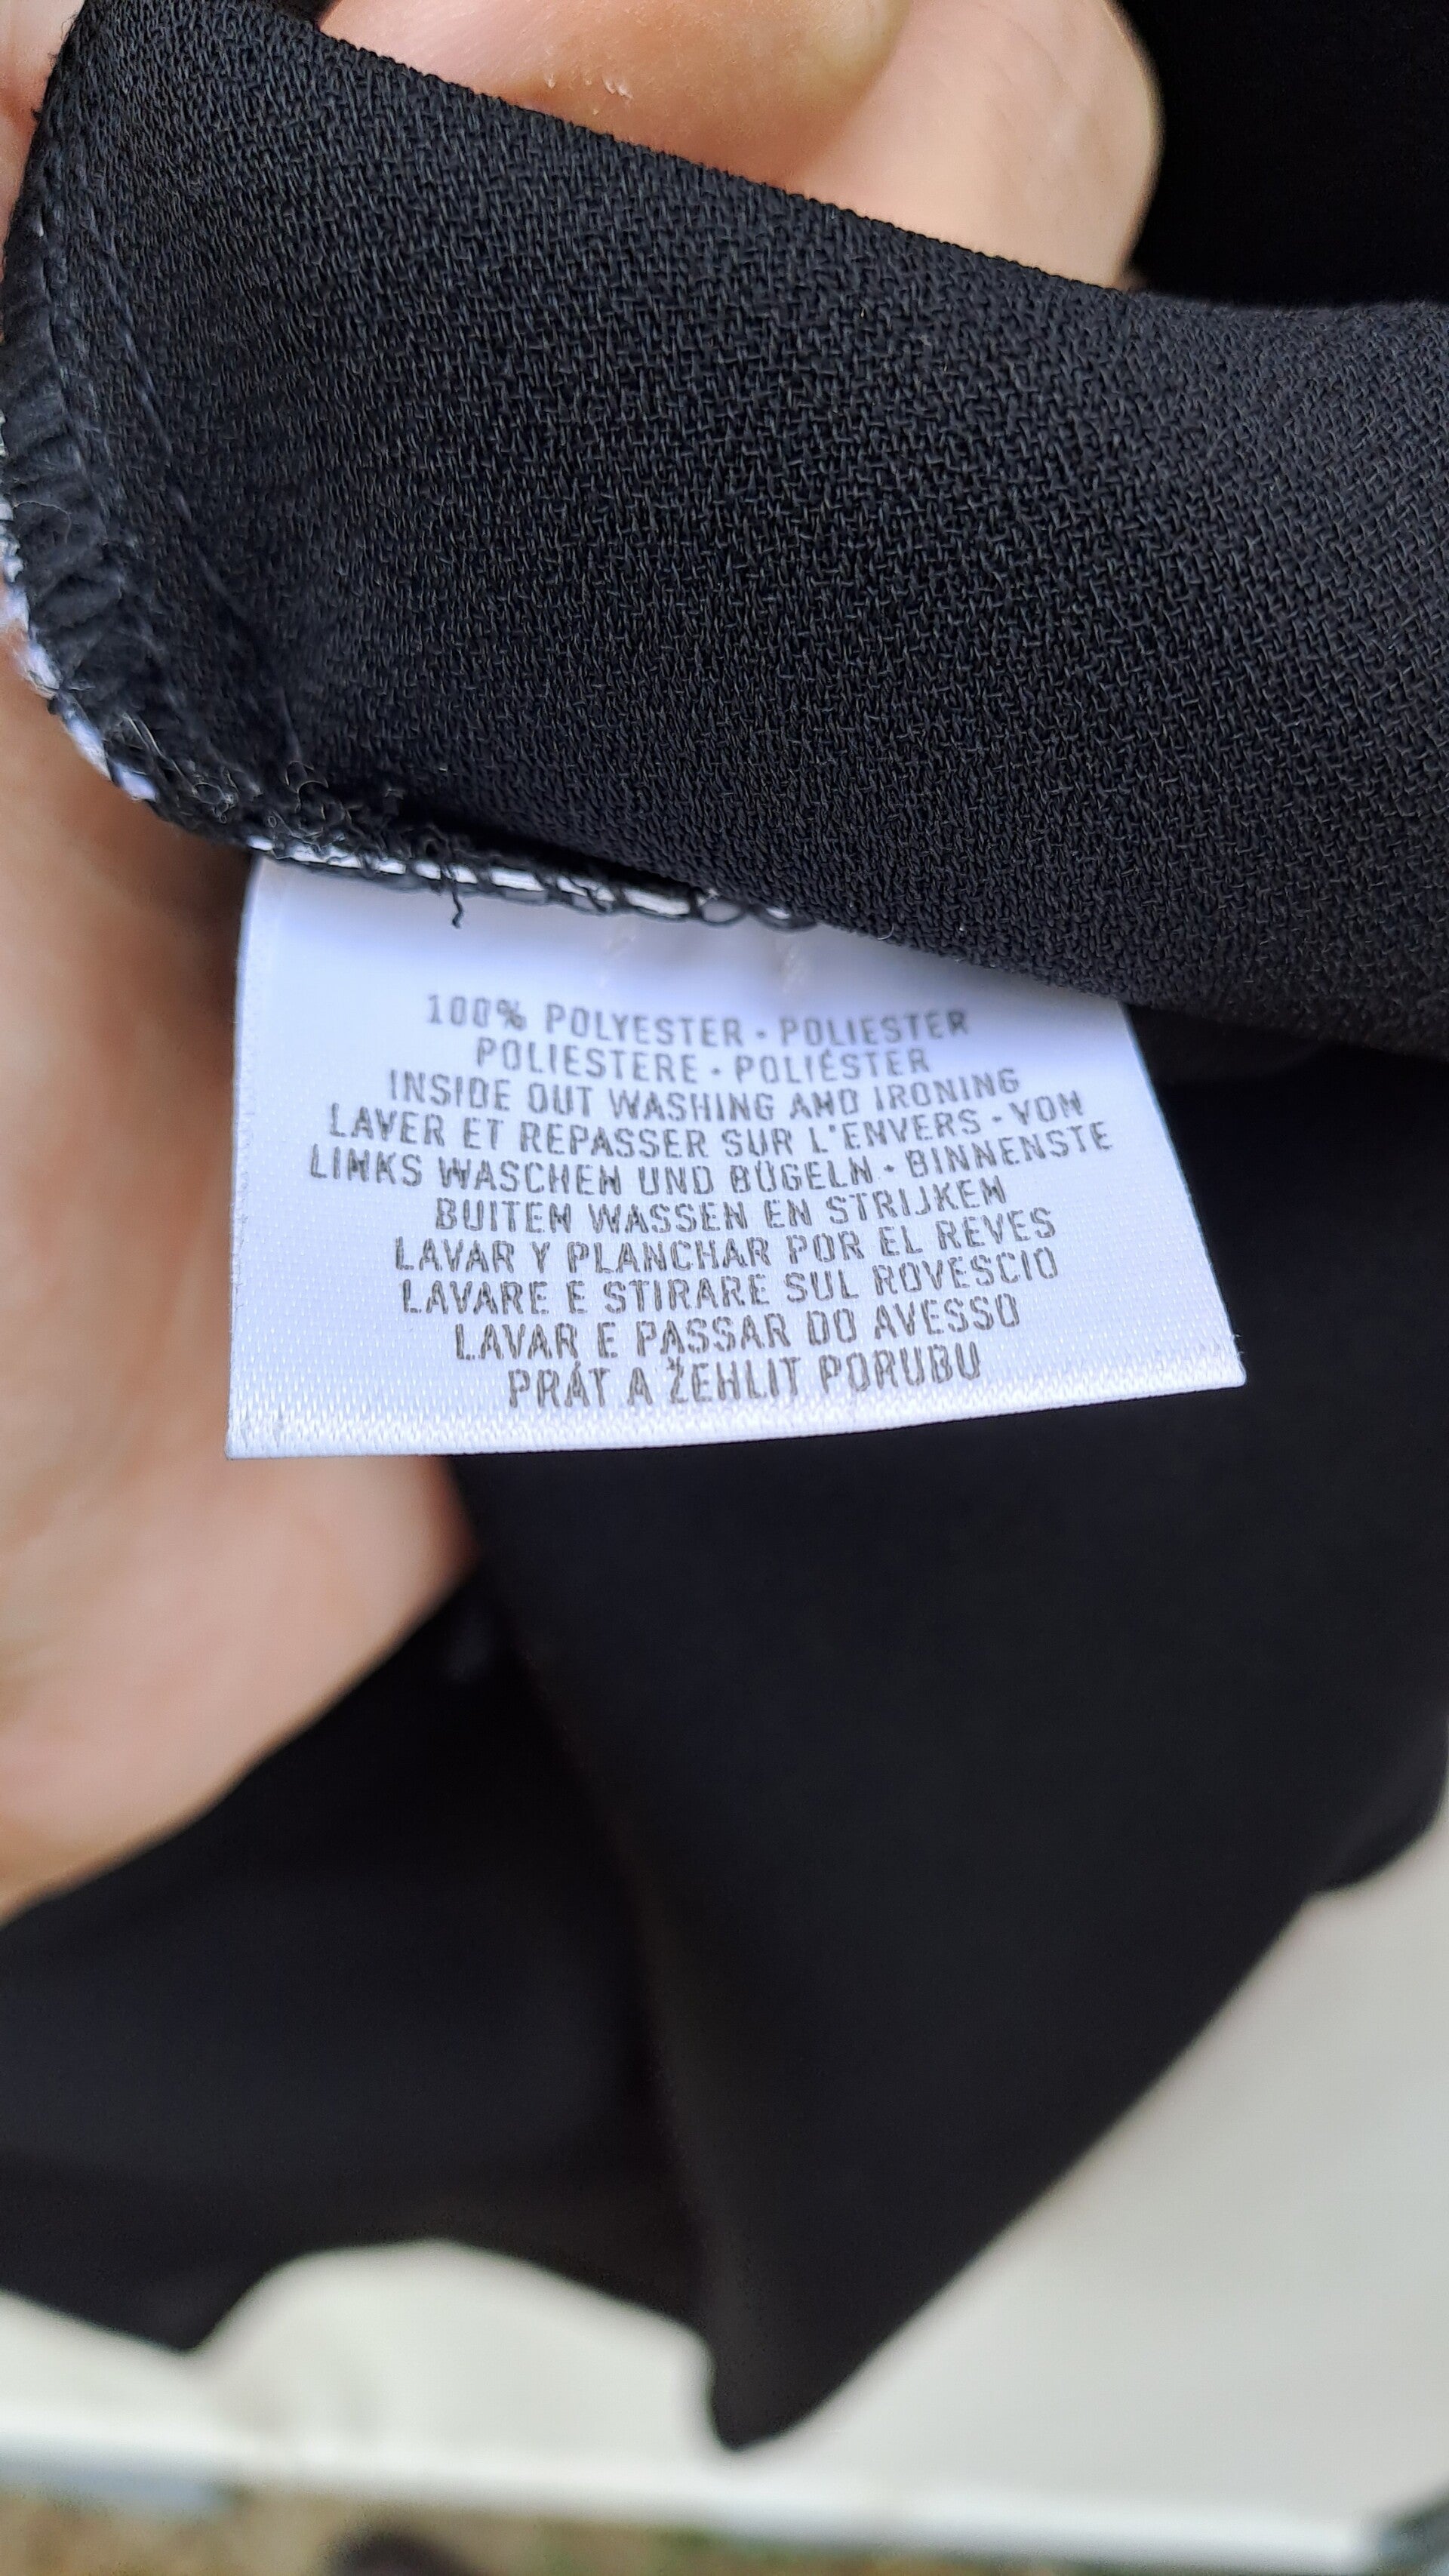 100% POLYESTER - POLIESTER
POLIESTERE - POLIÉSTER
INSIDE OUT WASHING AND IRONING
LAVER ET REPASSER SUR L'ENVERS - VON
LINKS WASCHEN UND BÜGELN - BINNENSTE
BUITEN WASSEN EN STRIJKEN
LAVAR Y PLANCHAR POR EL REVÉS
LAVARE E STIRARE SUL ROVESCIO
LAVAR E PASSAR DO AVESSO
PRÁT A ŽEHLIT PORUBU